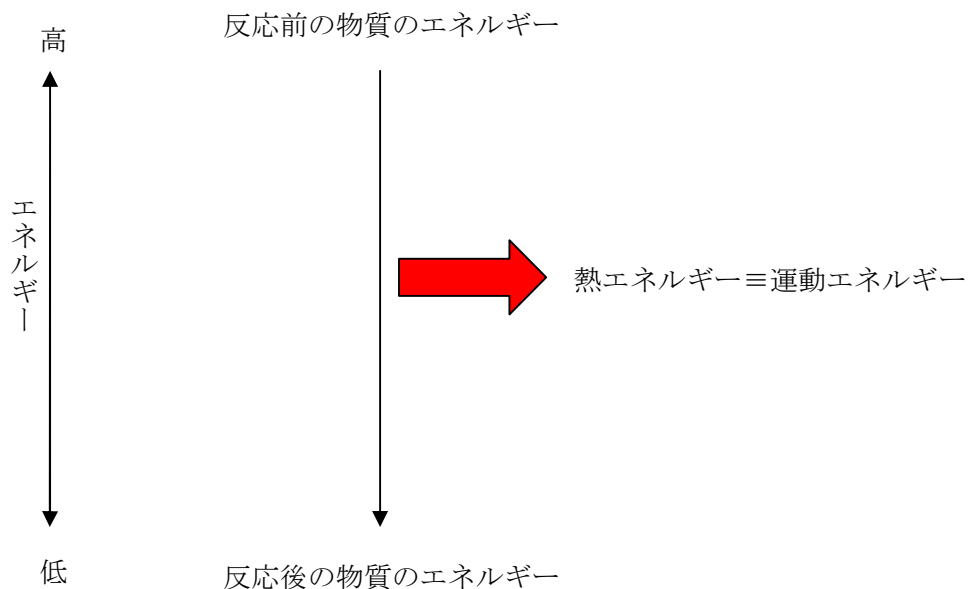 高
反応前の物質のエネルギー
エネルギー
熱エネルギー≡運動エネルギー
低
反応後の物質のエネルギー